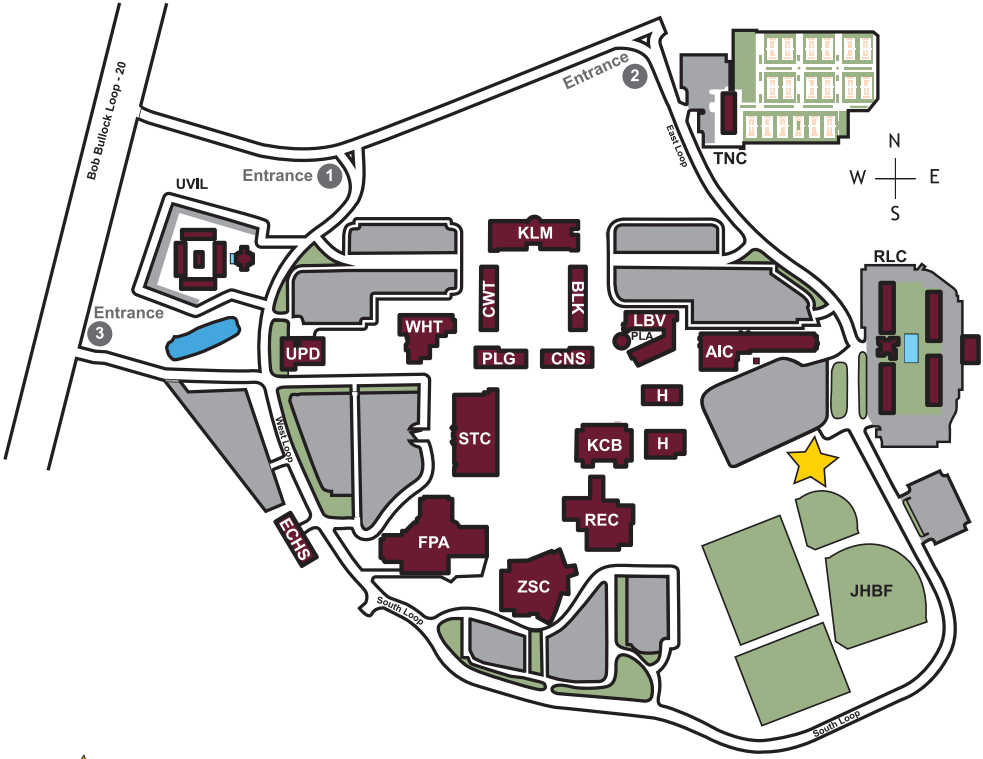 Bob Bullock Loop - 20
Entrance 2
East Loop
TNC
N
W E
S
Entrance 1
UVIL
KLM
RLC
CWT
BLK
Entrance
3
WHT
LBV
PLA
UPD
PLG
CNS
AIC
H
West Loop
STC
KCB
H
ECHS
FPA
REC
ZSC
JHBF
South Loop
South Loop